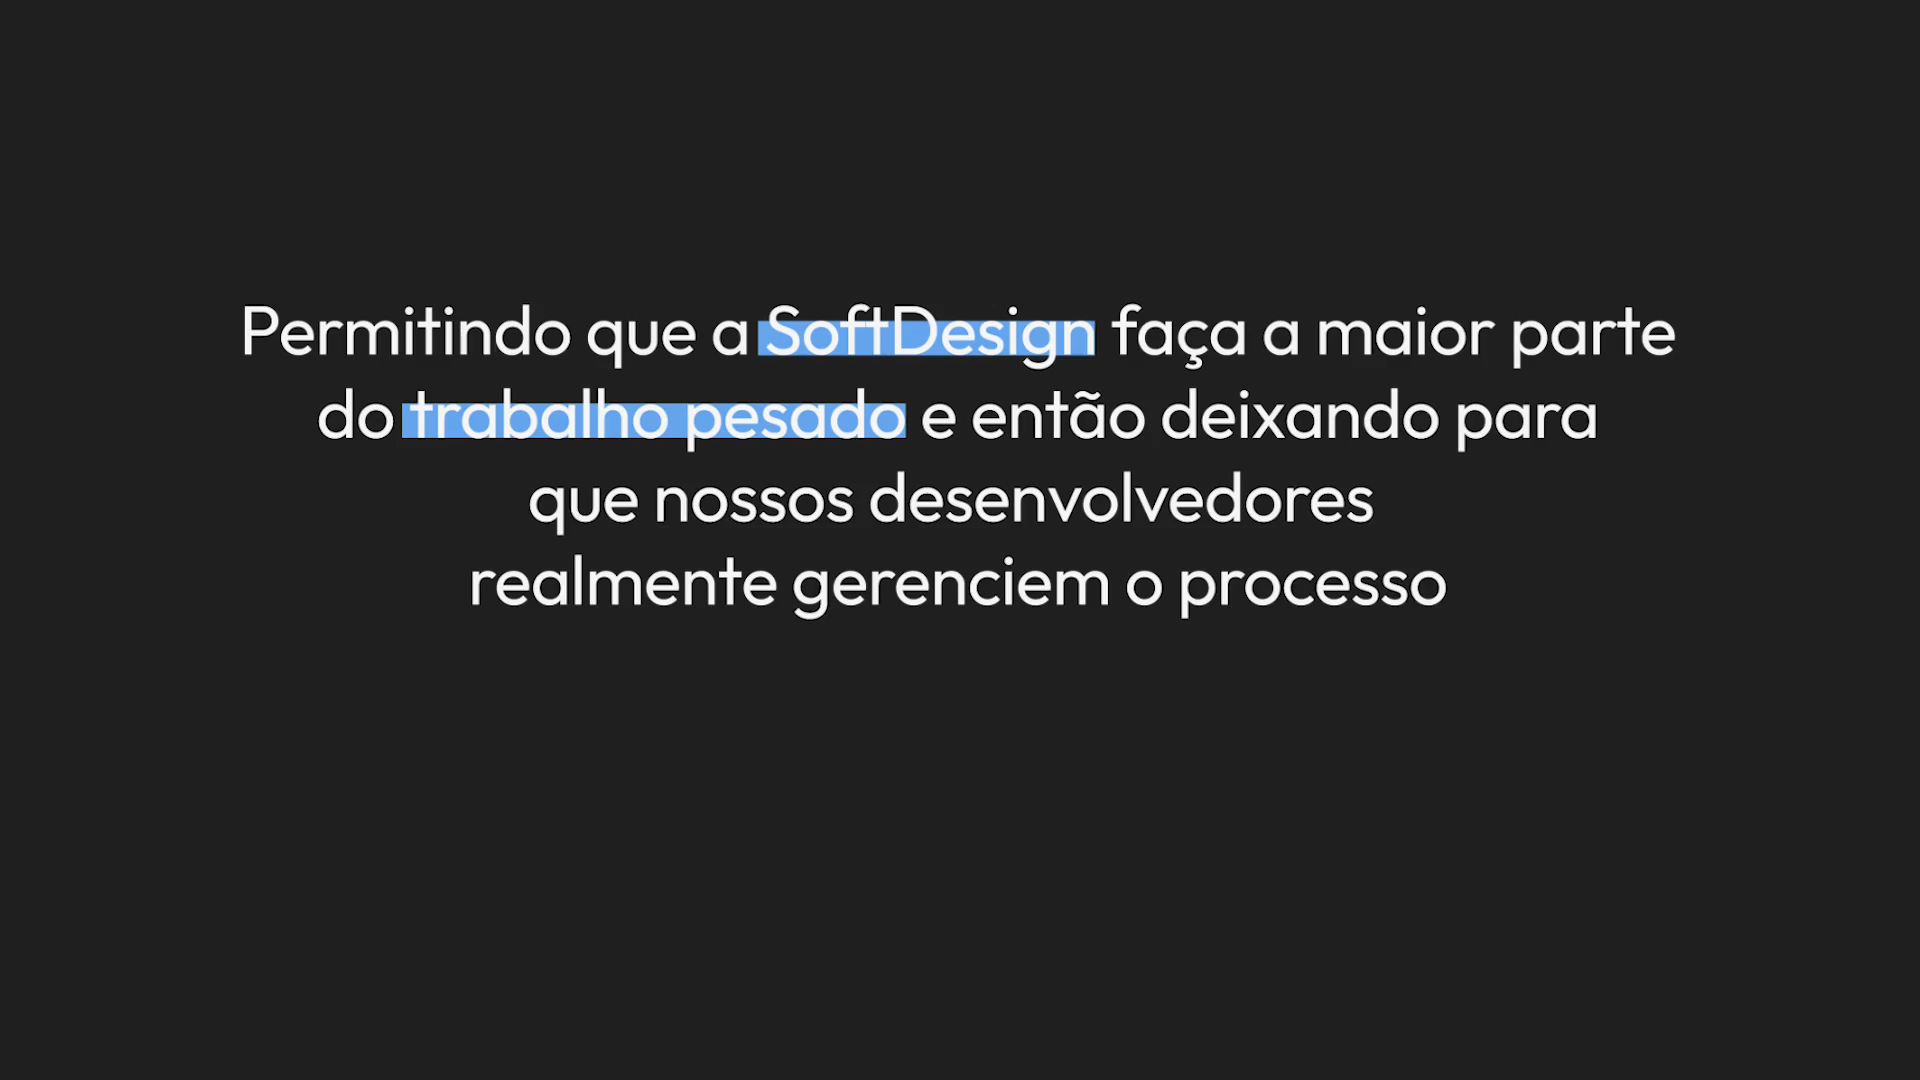 Permitindo que a SoftDesign faça a maior parte
do trabalho pesado e então deixando para
que nossos desenvolvedores
realmente gerenciem o processo